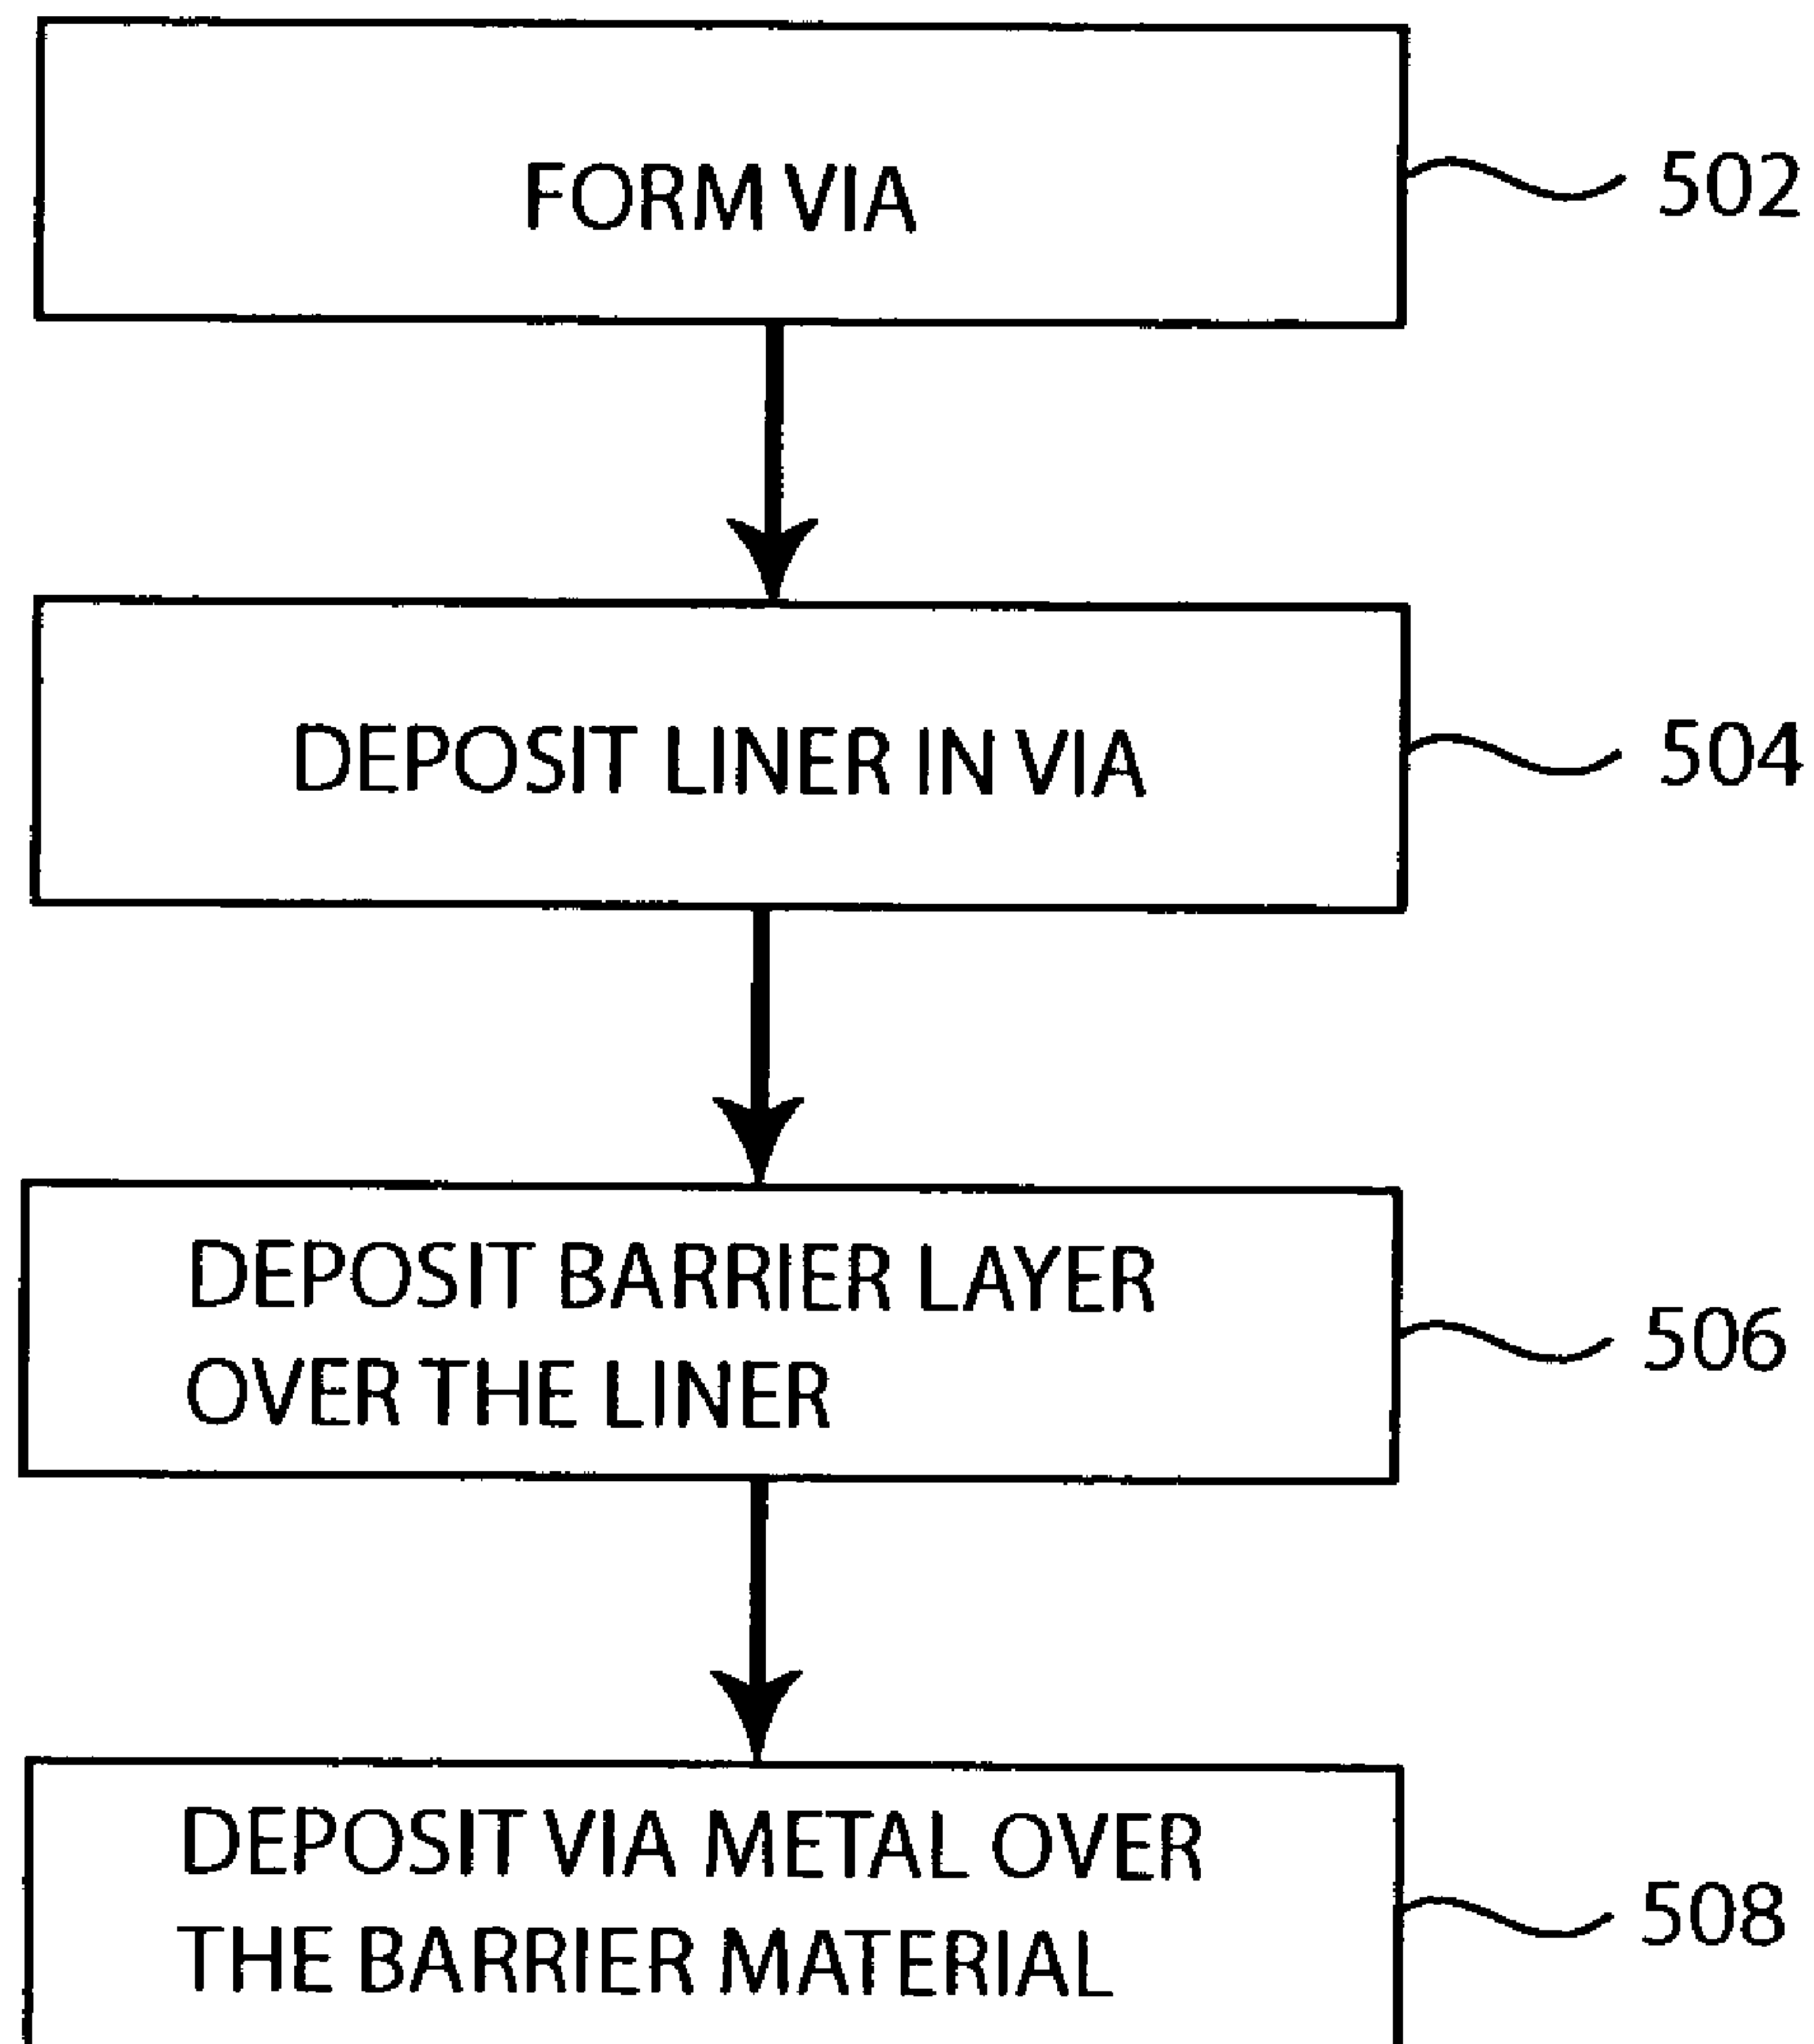 FORM VIA
502
DEPOSIT LINER IN VIA
504
DEPOSIT BARRIER LAYER
OVER THE LINER
506
DEPOSIT VIA METAL OVER
THE BARRIER MATERIAL
508